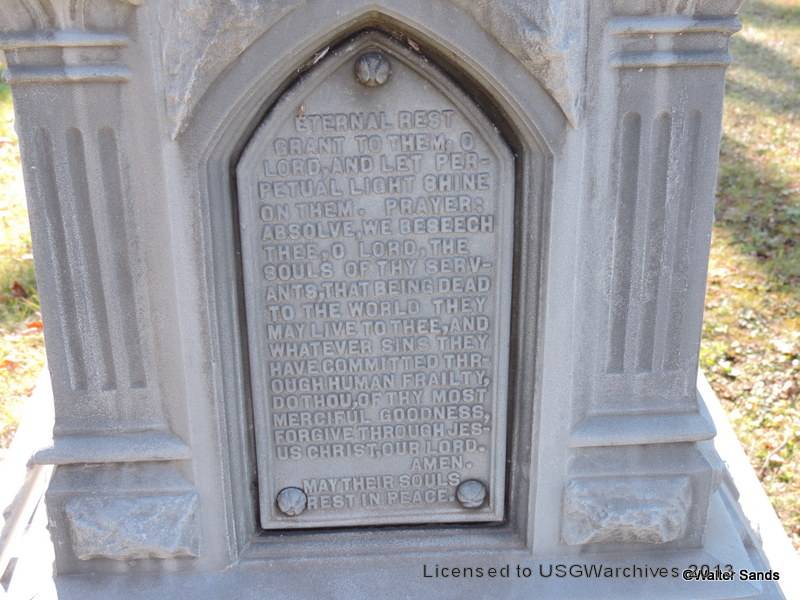 ETERNAL REST
GRANT TO THEM, O
LORD, AND LET PER-
PETUAL LIGHT SHINE
ON THEM. PRAYER:
ABSOLVE, WE BESEECH
THEE, O LORD, THE
SOULS OF THY SERV-
ANTS, THAT BEING DEAD
TO THE WORLD THEY
MAY LIVE TO THEE, AND
WHATEVER SINS THEY
HAVE COMMITTED THR-
OUGH HUMAN FRAILTY,
DO THOU, OF THY MOST
MERCIFUL GOODNESS,
FORGIVE THROUGH JES-
US CHRIST, OUR LORD.
AMEN.
MAY THEIR SOULS
REST IN PEACE.
Licensed to USGWarchives 2013
©Walter Sands